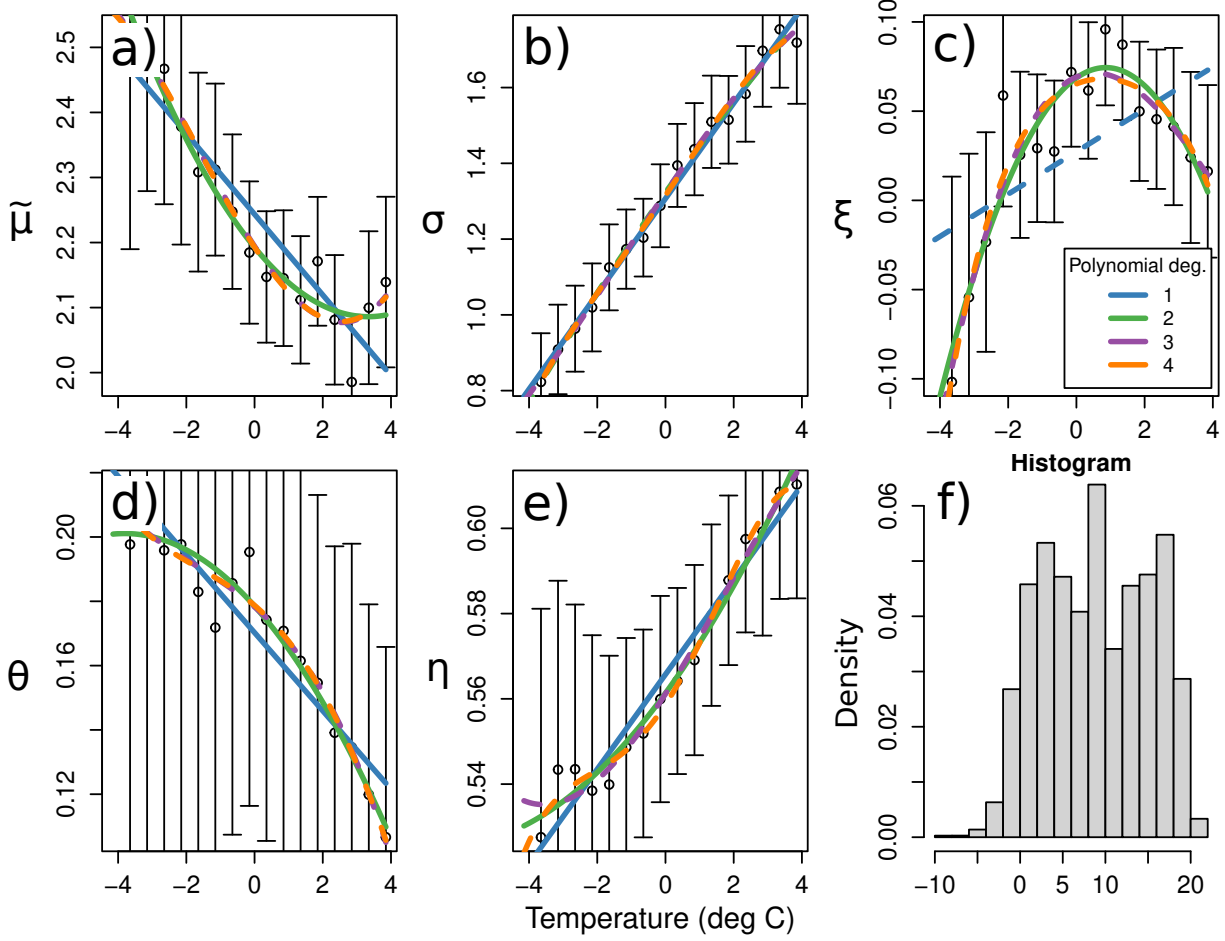 a)
2.0 2.1 2.2 2.3 2.4 2.5
μ̃
−4 −2 0 2 4
b)
0.8 1.0 1.2 1.4 1.6
σ
−4 −2 0 2 4
c)
−0.10 −0.05 0.00 0.05 0.10
ξ
Polynomial deg.
1
2
3
4
−4 −2 0 2 4
d)
0.12 0.16 0.20
θ
−4 −2 0 2 4
e)
0.54 0.56 0.58 0.60
η
−4 −2 0 2 4
Temperature (deg C)
Histogram
f)
Density
0.00 0.02 0.04 0.06
−10 0 5 10 20